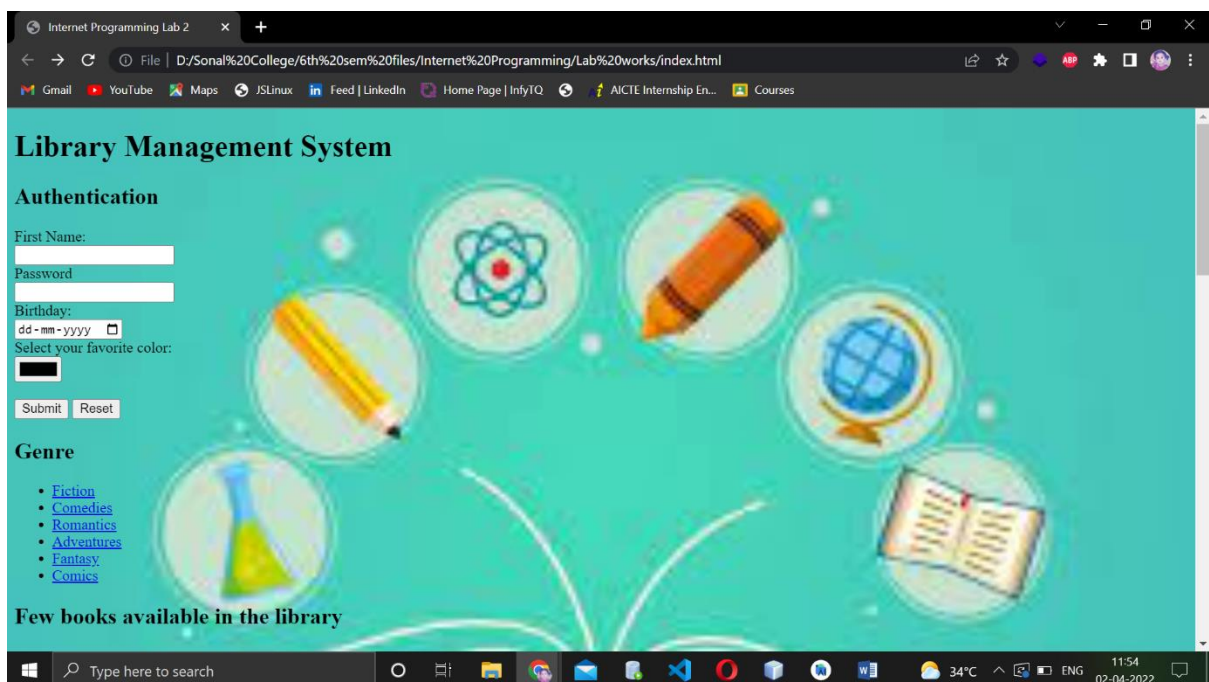 Internet Programming Lab 2
File D:/Sonal%20College/6th%20sem%20files/Internet%20Programming/Lab%20works/index.html
ABP
Gmail YouTube Maps JSLinux Feed | LinkedIn Home Page | InfyTQ AICTE Internship En... Courses
Library Management System
Authentication
First Name:
Password
Birthday:
dd-mm-yyyy
Select your favorite color:
Submit Reset
Genre
Fiction
Comedies
Romantics
Adventures
Fantasy
Comics
Few books available in the library
Type here to search 34°C ENG 11:54
02-04-2022